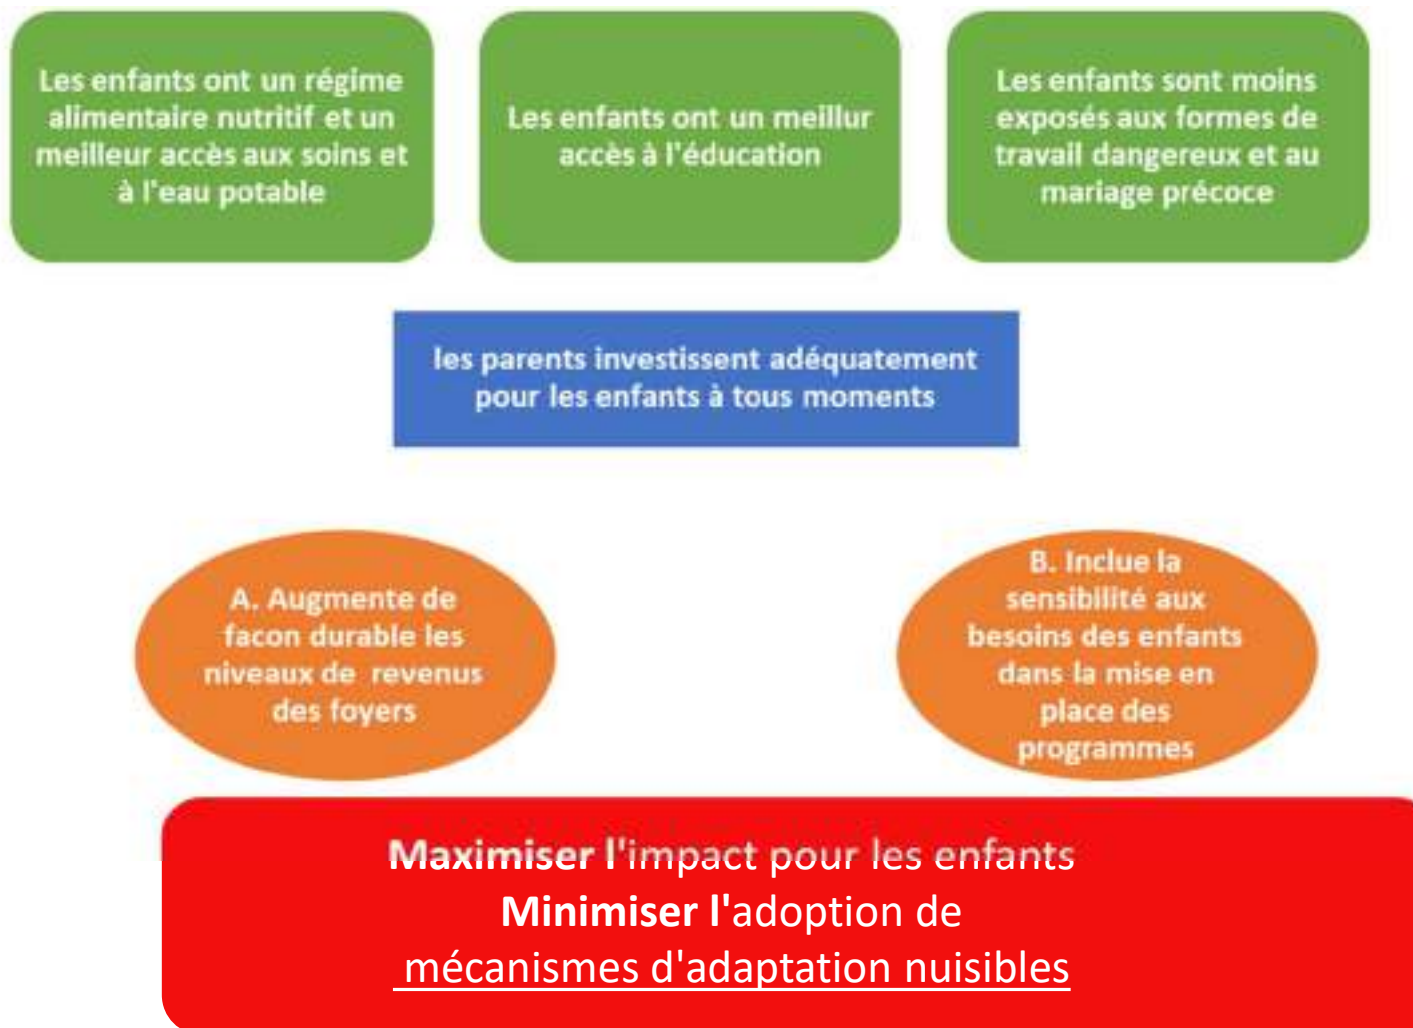 Les enfants ont un régime
alimentaire nutritif et un
meilleur accès aux soins et
à l'eau potable
Les enfants ont un meillur
accès à l'éducation
Les enfants sont moins
exposés aux formes de
travail dangereux et au
mariage précoce
les parents investissent adéquatement
pour les enfants à tous moments
A. Augmente de
facon durable les
niveaux de revenus
des foyers
B. Inclue la
sensibilité aux
besoins des enfants
dans la mise en
place des
programmes
Maximiser l'impact pour les enfants
Minimiser l'adoption de
mécanismes d'adaptation nuisibles